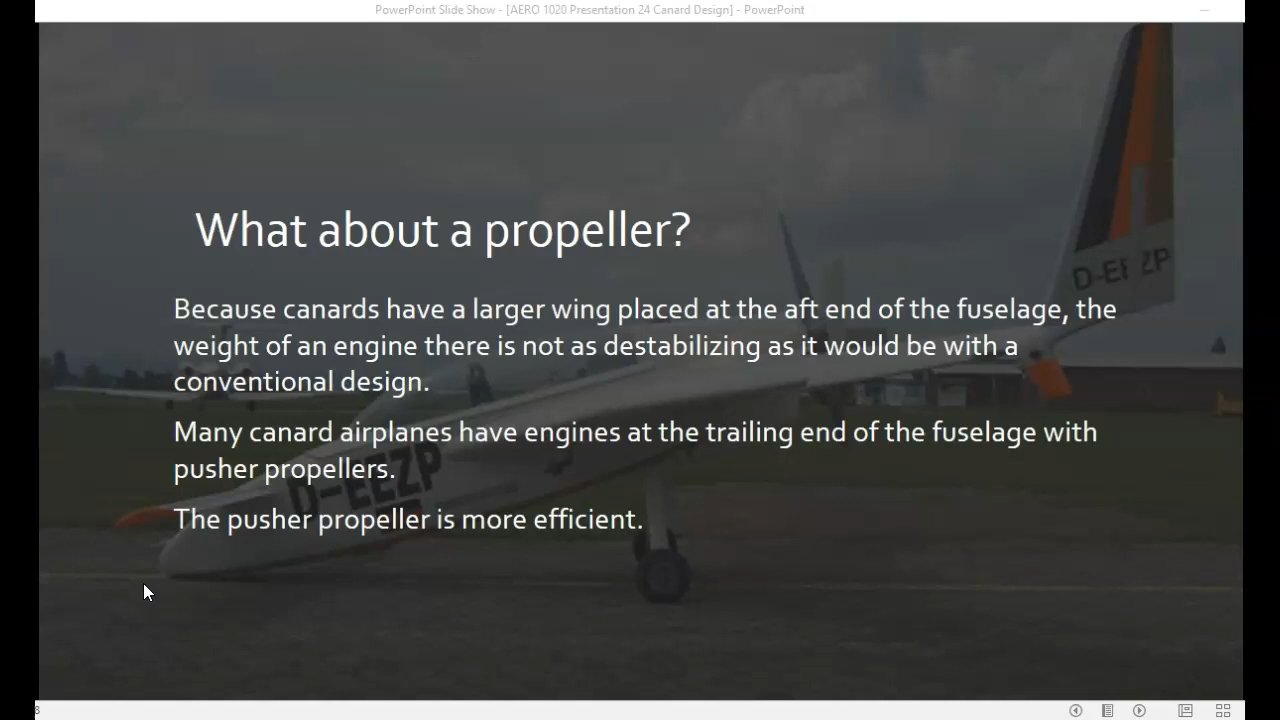 PowerPoint Slide Show - [AERO 1020 Presentation 24 Canard Design] - PowerPoint
What about a propeller?
D-EEZP
Because canards have a larger wing placed at the aft end of the fuselage, the
weight of an engine there is not as destabilizing as it would be with a
conventional design.
Many canard airplanes have engines at the trailing end of the fuselage with
pusher propellers.
D-EEZP
The pusher propeller is more efficient.
8